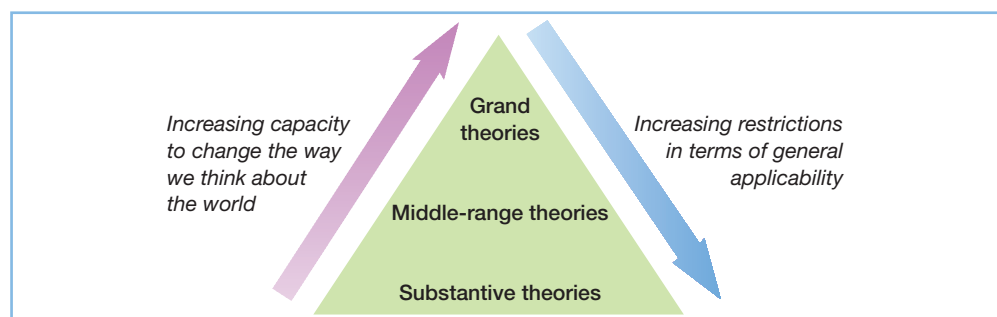 Increasing capacity
to change the way
we think about
the world
Grand
theories
Middle-range theories
Substantive theories
Increasing restrictions
in terms of general
applicability